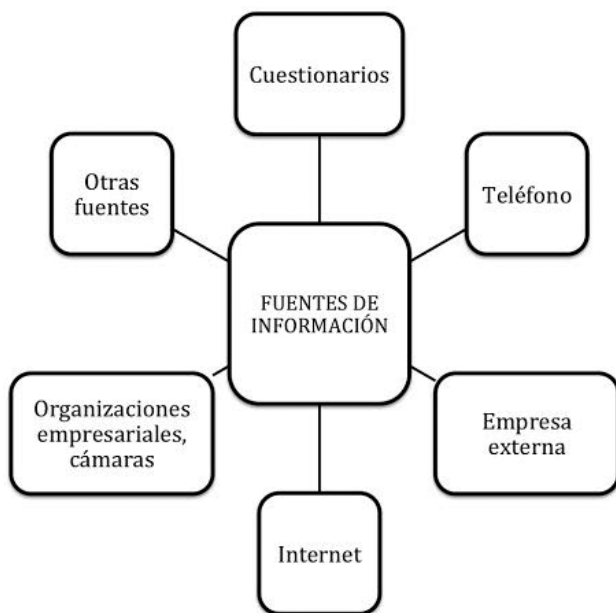 Cuestionarios
Otras
fuentes
Teléfono
FUENTES DE
INFORMACIÓN
Organizaciones
empresariales,
cámaras
Empresa
externa
Internet